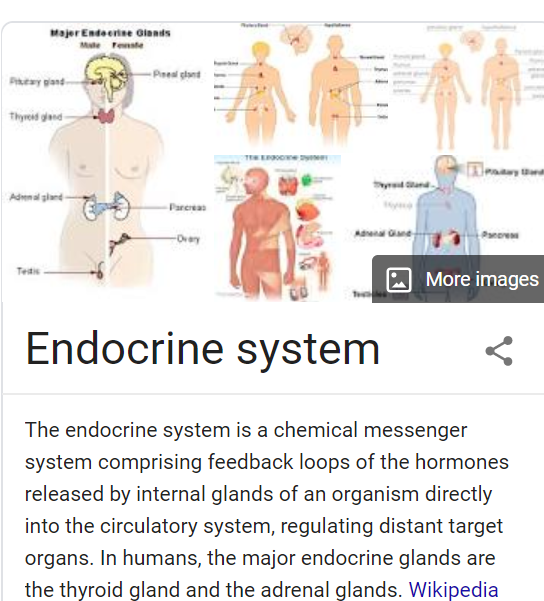 Major Endocrine Glands
Male Female
Pituitary gland
Pineal gland
Thyroid gland
Adrenal gland
Pancreas
Ovary
Testis
The Endocrine System
Pituitary Gland
Thyroid Gland
Thymus
Adrenal Gland
Pancreas
More images
Endocrine system
The endocrine system is a chemical messenger
system comprising feedback loops of the hormones
released by internal glands of an organism directly
into the circulatory system, regulating distant target
organs. In humans, the major endocrine glands are
the thyroid gland and the adrenal glands. Wikipedia